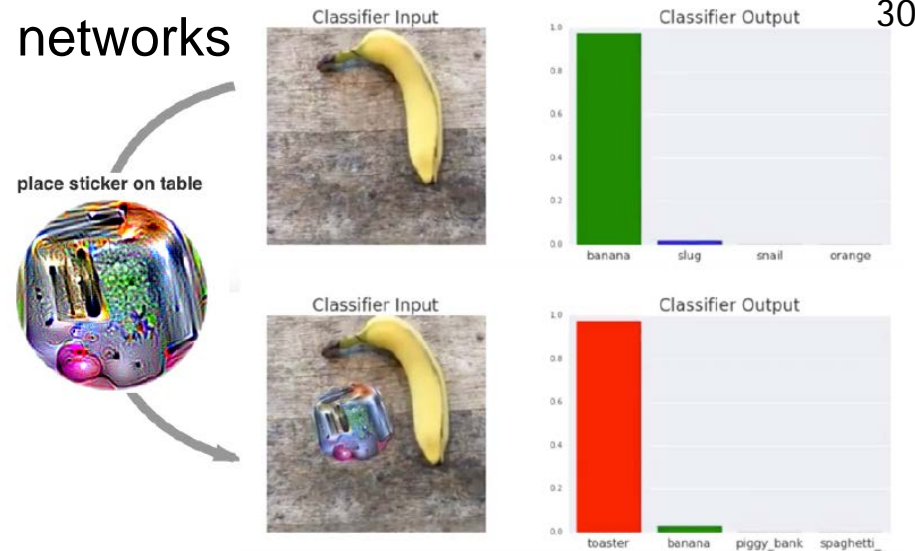 networks
30
place sticker on table
Classifier Input
Classifier Output
1.0
0.8
0.6
0.4
0.2
0.0
banana
slug
snail
orange
Classifier Input
Classifier Output
1.0
0.8
0.6
0.4
0.2
0.0
toaster
banana
piggy_bank
spaghetti_